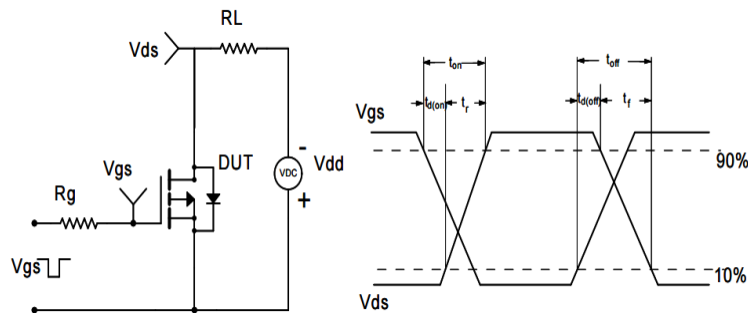 RL
Vds
Vgs
DUT
VDC
-
+
Vdd
Rg
Vgs
ton
toff
td(on)
tr
td(off)
tf
Vgs
90%
10%
Vds